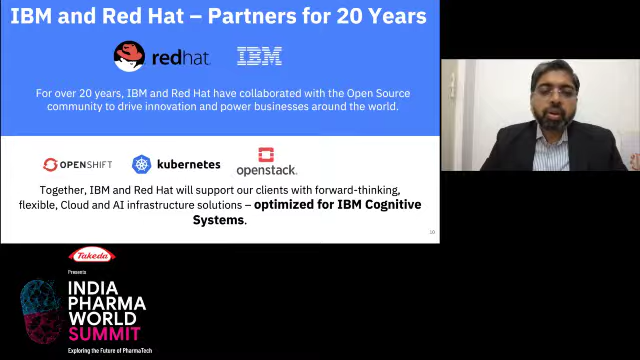 IBM and Red Hat – Partners for 20 Years
redhat.
IBM
For over 20 years, IBM and Red Hat have collaborated with the Open Source
community to drive innovation and power businesses around the world.
OPENSHIFT
kubernetes
openstack.
Together, IBM and Red Hat will support our clients with forward-thinking,
flexible, Cloud and AI infrastructure solutions – optimized for IBM Cognitive
Systems.
16
Takeda
Presents
INDIA
PHARMA
WORLD
SUMMIT
Exploring the Future of PharmaTech